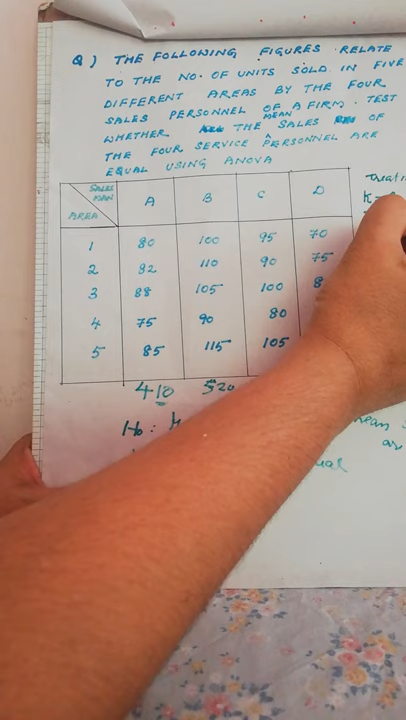 Q) THE FOLLOWING FIGURES RELATE
TO THE NO. OF UNITS SOLD IN FIVE
DIFFERENT AREAS BY THE FOUR
SALES PERSONNEL OF A FIRM. TEST
WHETHER THE MEAN SALES OF
THE FOUR SERVICE PERSONNEL ARE
EQUAL USING ANOVA
SALES MAN
AREA A B C D
1 80 100 95 70
2 82 110 90 75
3 88 105 100 8
4 75 90 80
5 85 115 105
410 520
H0: